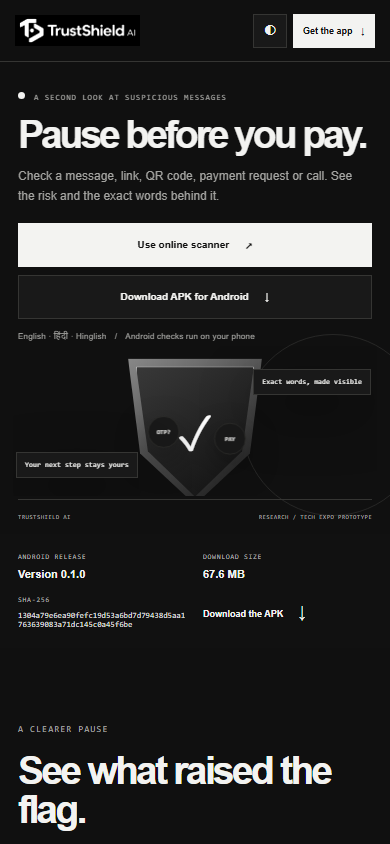 TrustShield AI
Get the app ↓
A SECOND LOOK AT SUSPICIOUS MESSAGES
Pause before you pay.
Check a message, link, QR code, payment request or call. See
the risk and the exact words behind it.
Use online scanner ↗
Download APK for Android ↓
English · हिंदी · Hinglish / Android checks run on your phone
Exact words, made visible
OTP?
PAY
Your next step stays yours
TRUSTSHIELD AI
RESEARCH / TECH EXPO PROTOTYPE
ANDROID RELEASE
Version 0.1.0
DOWNLOAD SIZE
67.6 MB
SHA-256
1304a79e6ea90fefc19d53a6bd7d79438d5aa1
763639083a71dc145c0a45f6be
Download the APK ↓
A CLEARER PAUSE
See what raised the
flag.